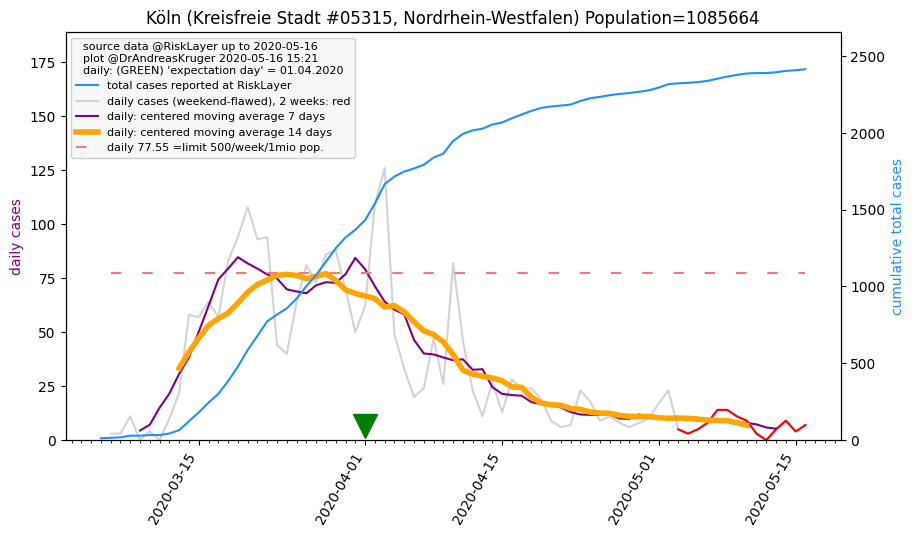 Köln (Kreisfreie Stadt #05315, Nordrhein-Westfalen) Population=1085664
source data @RiskLayer up to 2020-05-16
plot @DrAndreasKruger 2020-05-16 15:21
daily: (GREEN) 'expectation day' = 01.04.2020
total cases reported at RiskLayer
daily cases (weekend-flawed), 2 weeks: red
daily: centered moving average 7 days
daily: centered moving average 14 days
daily 77.55 =limit 500/week/1mio pop.
daily cases
175
150
125
100
75
50
25
0
2500
2000
1500
1000
500
0
cumulative total cases
2020-03-15
2020-04-01
2020-04-15
2020-05-01
2020-05-15